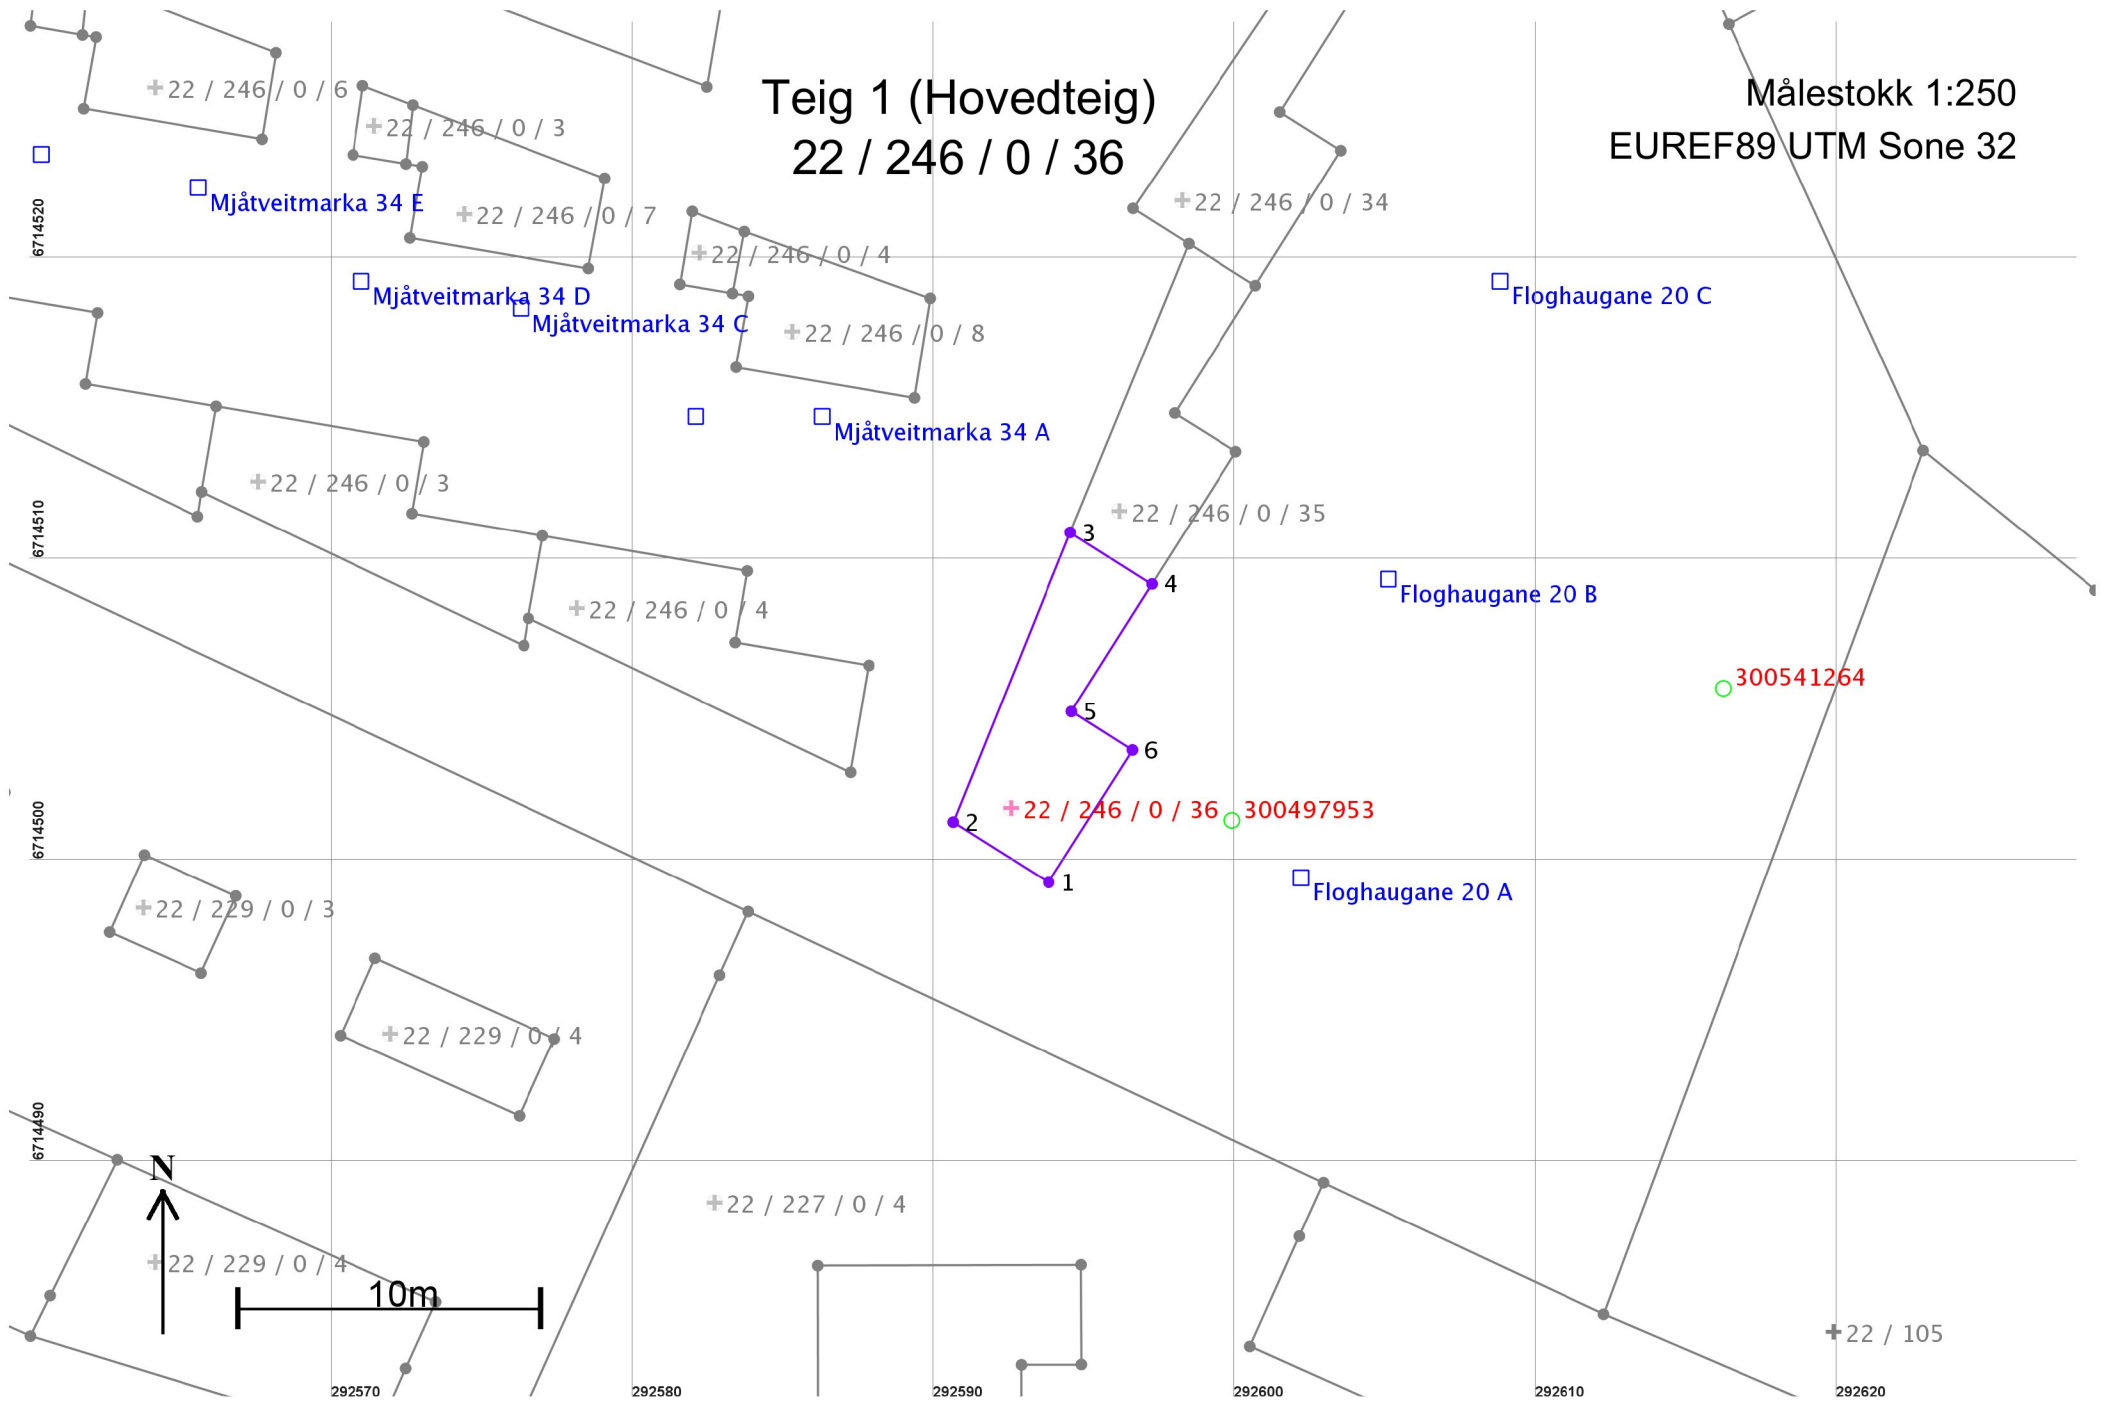 Teig 1 (Hovedteig)
22 / 246 / 0 / 36
Målestokk 1:250
EUREF89 UTM Sone 32
22 / 246 / 0 / 6
22 / 246 / 0 / 3
Mjåtveitmarka 34 E
22 / 246 / 0 / 7
22 / 246 / 0 / 34
6714520
22 / 246 / 0 / 4
Mjåtveitmarka 34 D
Floghaugane 20 C
Mjåtveitmarka 34 C
22 / 246 / 0 / 8
Mjåtveitmarka 34 A
22 / 246 / 0 / 3
22 / 246 / 0 / 35
6714510
3
4
Floghaugane 20 B
22 / 246 / 0 / 4
300541264
5
6
22 / 246 / 0 / 36
300497953
2
6714500
1
Floghaugane 20 A
22 / 229 / 0 / 3
22 / 229 / 0 / 4
6714490
N
22 / 227 / 0 / 4
22 / 229 / 0 / 4
10m
22 / 105
292570
292580
292590
292600
292610
292620